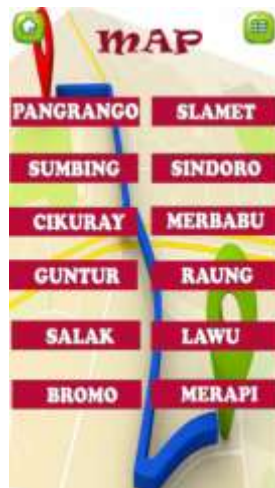 MAP
PANGRANGO SLAMET
SUMBING SINDORO
CIKURAY MERBABU
GUNTUR RAUNG
SALAK LAWU
BROMO MERAPI